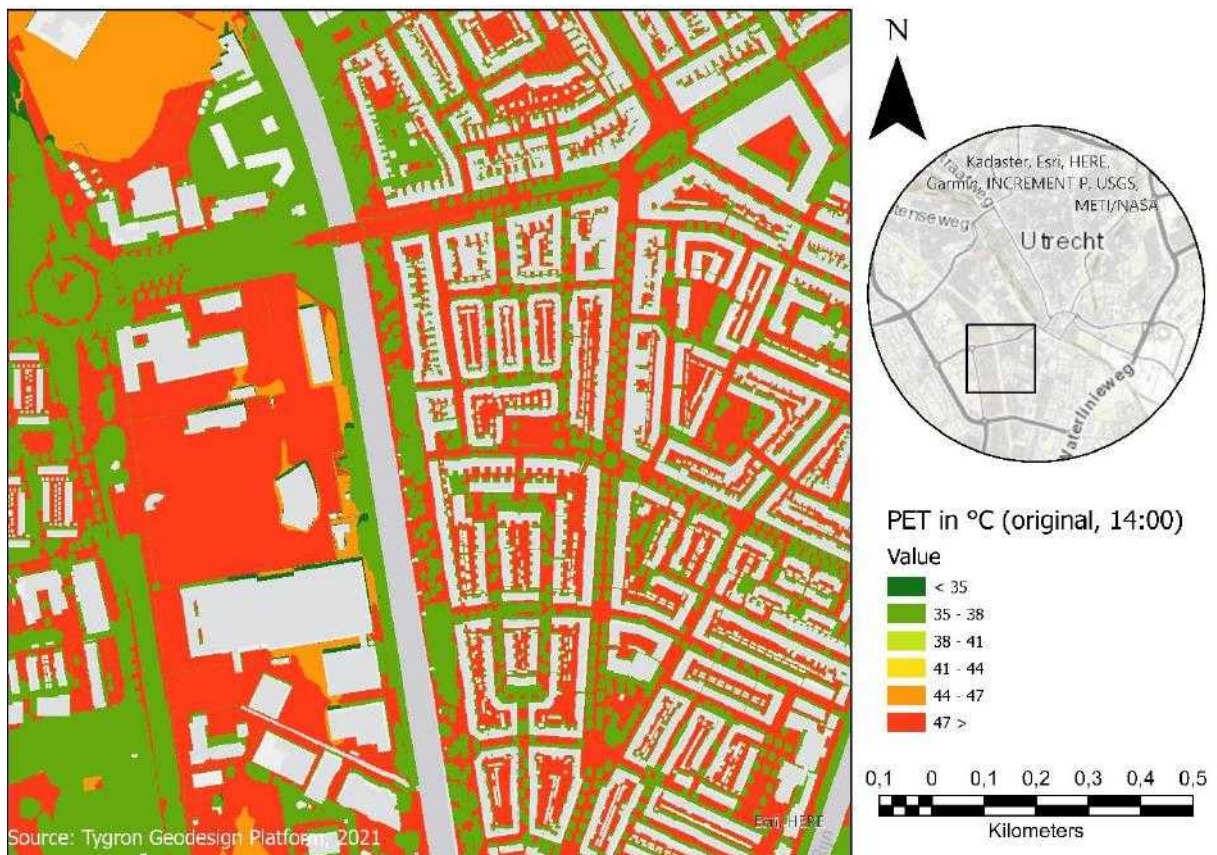 N
Kadaster, Esri, HERE,
Garmin, INCREMENT P, USGS,
METI/NASA
Utrecht
Waterlinieweg
PET in °C (original, 14:00)
Value
< 35
35 - 38
38 - 41
41 - 44
44 - 47
47 >
0,1 0 0,1 0,2 0,3 0,4 0,5
Kilometers
Esri, HERE
Source: Tygron Geodesign Platform, 2021